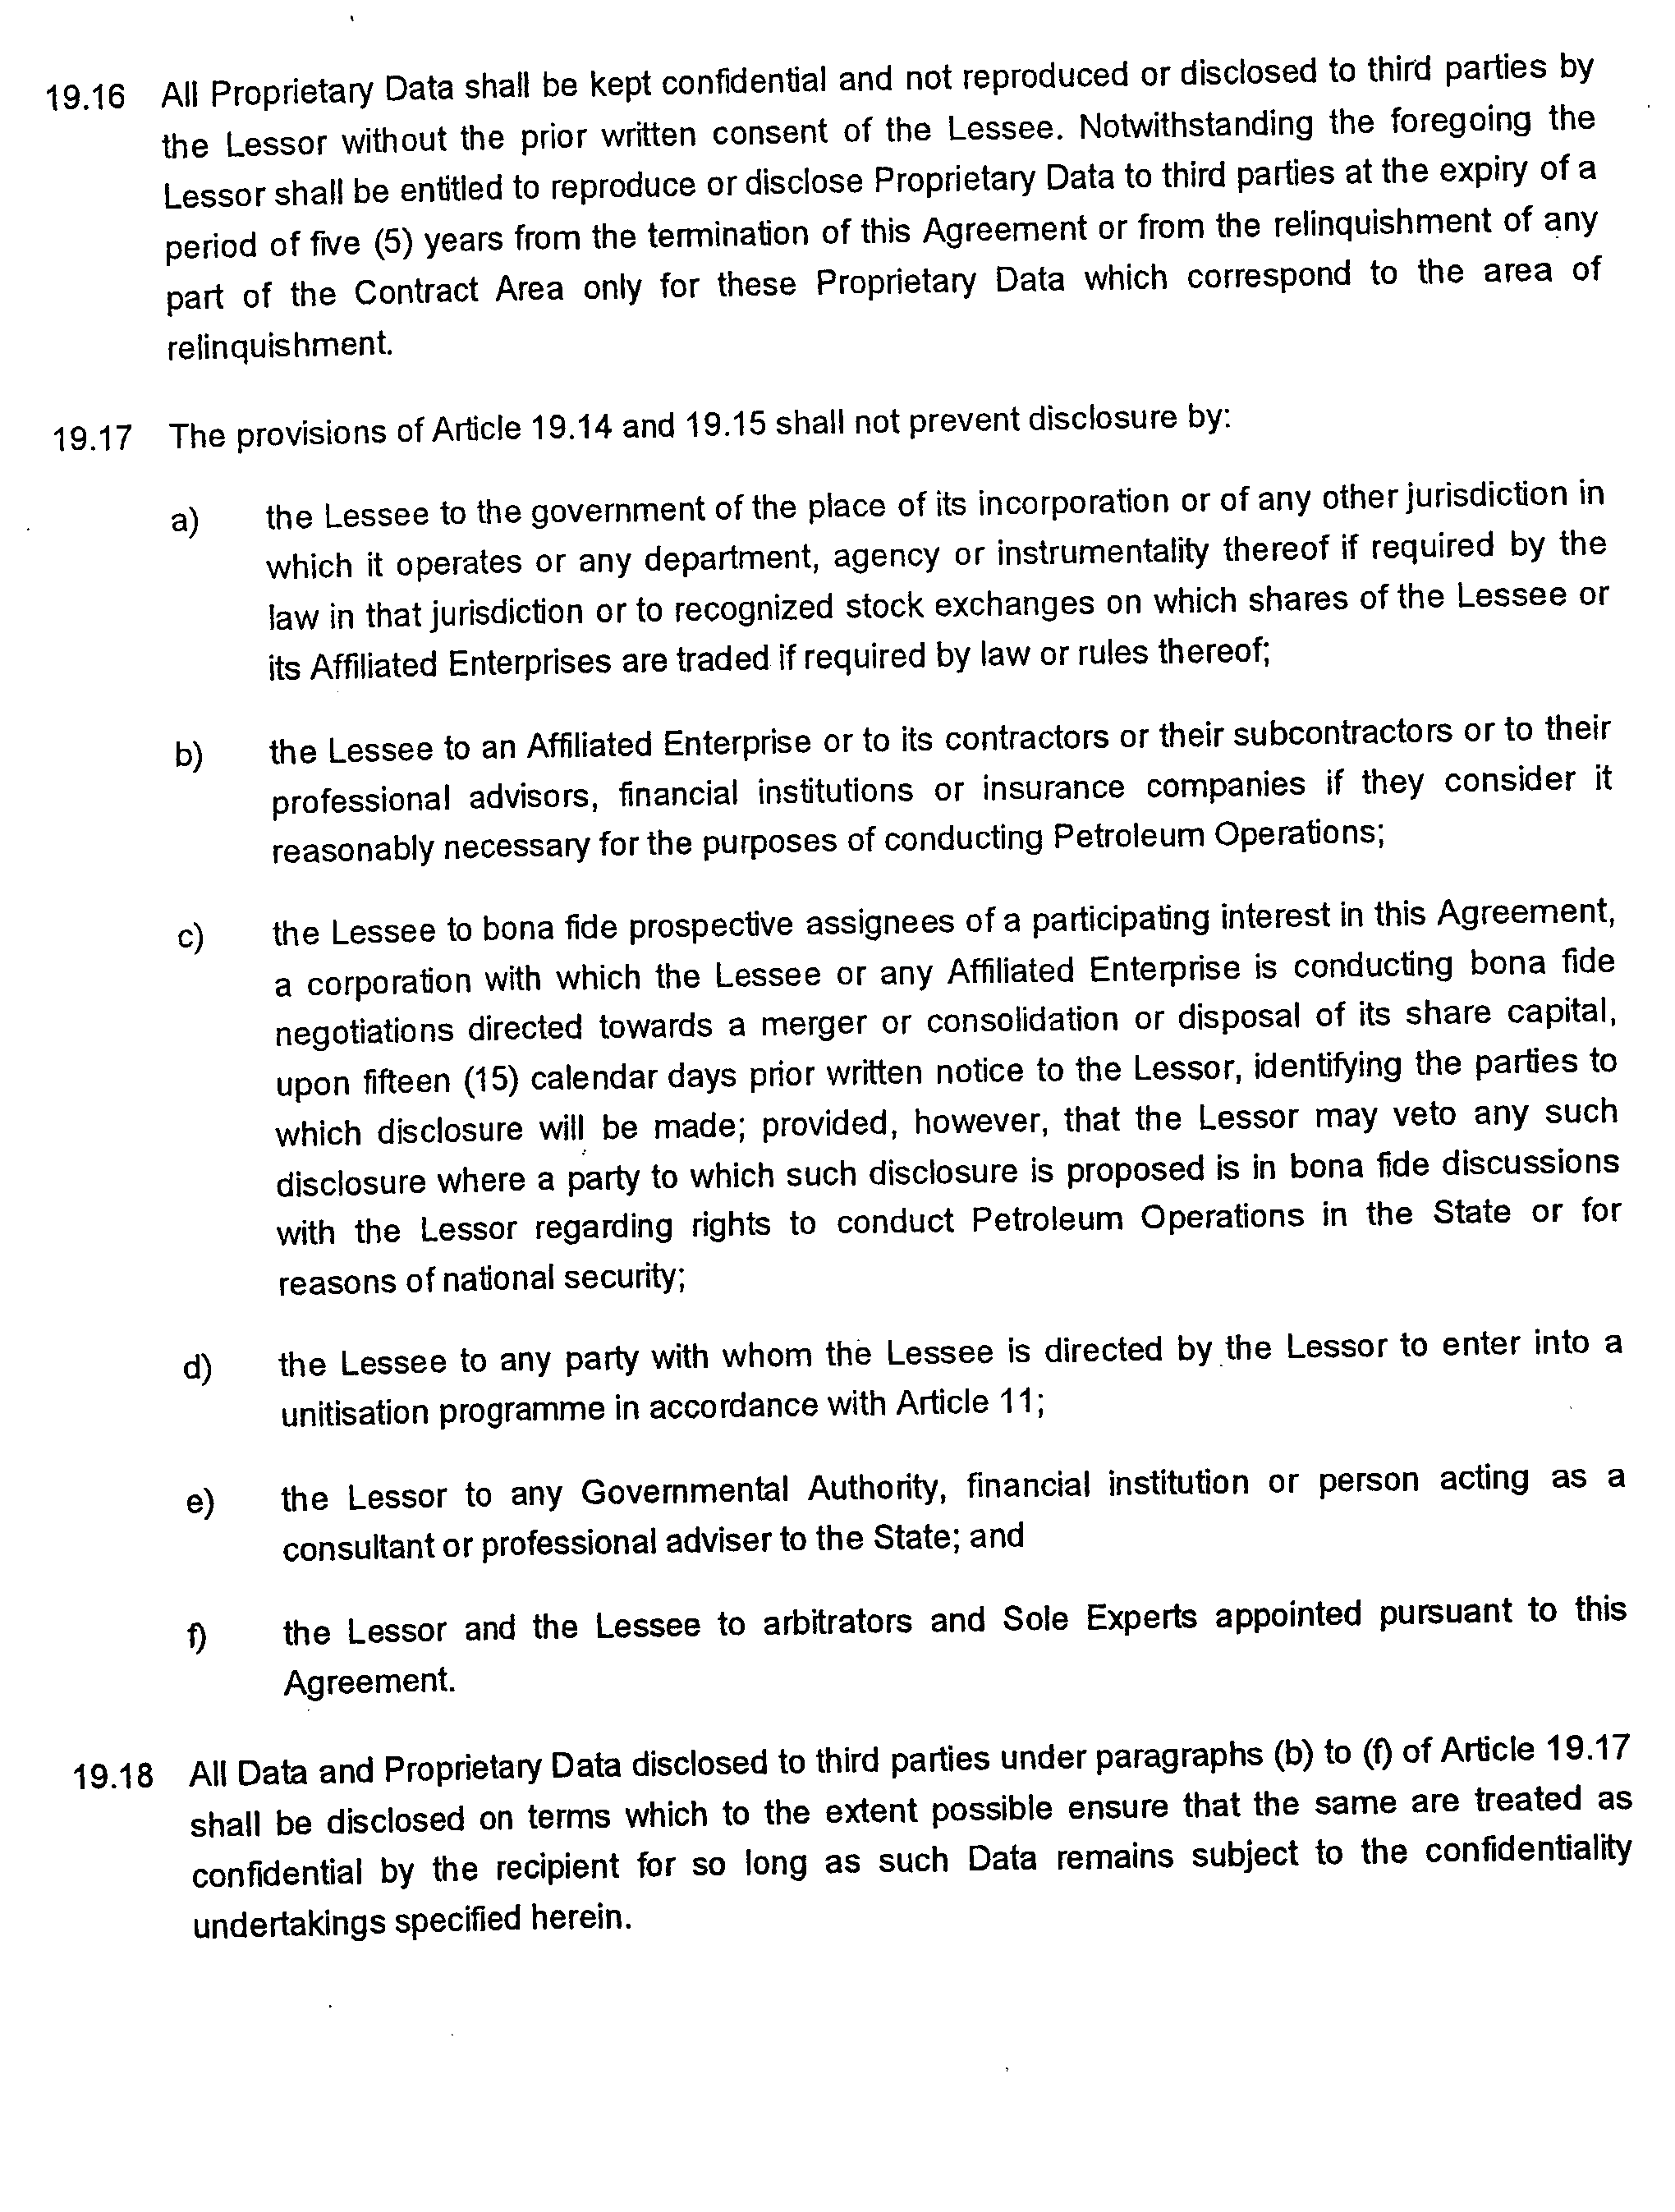 19.16 All Proprietary Data shall be kept confidential and not reproduced or disclosed to third parties by
the Lessor without the prior written consent of the Lessee. Notwithstanding the foregoing the
Lessor shall be entitled to reproduce or disclose Proprietary Data to third parties at the expiry of a
period of five (5) years from the termination of this Agreement or from the relinquishment of any
part of the Contract Area only for these Proprietary Data which correspond to the area of
relinquishment.
19.17 The provisions of Article 19.14 and 19.15 shall not prevent disclosure by:
a) the Lessee to the government of the place of its incorporation or of any other jurisdiction in
which it operates or any department, agency or instrumentality thereof if required by the
law in that jurisdiction or to recognized stock exchanges on which shares of the Lessee or
its Affiliated Enterprises are traded if required by law or rules thereof;
b) the Lessee to an Affiliated Enterprise or to its contractors or their subcontractors or to their
professional advisors, financial institutions or insurance companies if they consider it
reasonably necessary for the purposes of conducting Petroleum Operations;
c) the Lessee to bona fide prospective assignees of a participating interest in this Agreement,
a corporation with which the Lessee or any Affiliated Enterprise is conducting bona fide
negotiations directed towards a merger or consolidation or disposal of its share capital,
upon fifteen (15) calendar days prior written notice to the Lessor, identifying the parties to
which disclosure will be made; provided, however, that the Lessor may veto any such
disclosure where a party to which such disclosure is proposed is in bona fide discussions
with the Lessor regarding rights to conduct Petroleum Operations in the State or for
reasons of national security;
d) the Lessee to any party with whom the Lessee is directed by the Lessor to enter into a
unitisation programme in accordance with Article 11;
e) the Lessor to any Governmental Authority, financial institution or person acting as a
consultant or professional adviser to the State; and
f) the Lessor and the Lessee to arbitrators and Sole Experts appointed pursuant to this
Agreement.
19.18 All Data and Proprietary Data disclosed to third parties under paragraphs (b) to (f) of Article 19.17
shall be disclosed on terms which to the extent possible ensure that the same are treated as
confidential by the recipient for so long as such Data remains subject to the confidentiality
undertakings specified herein.